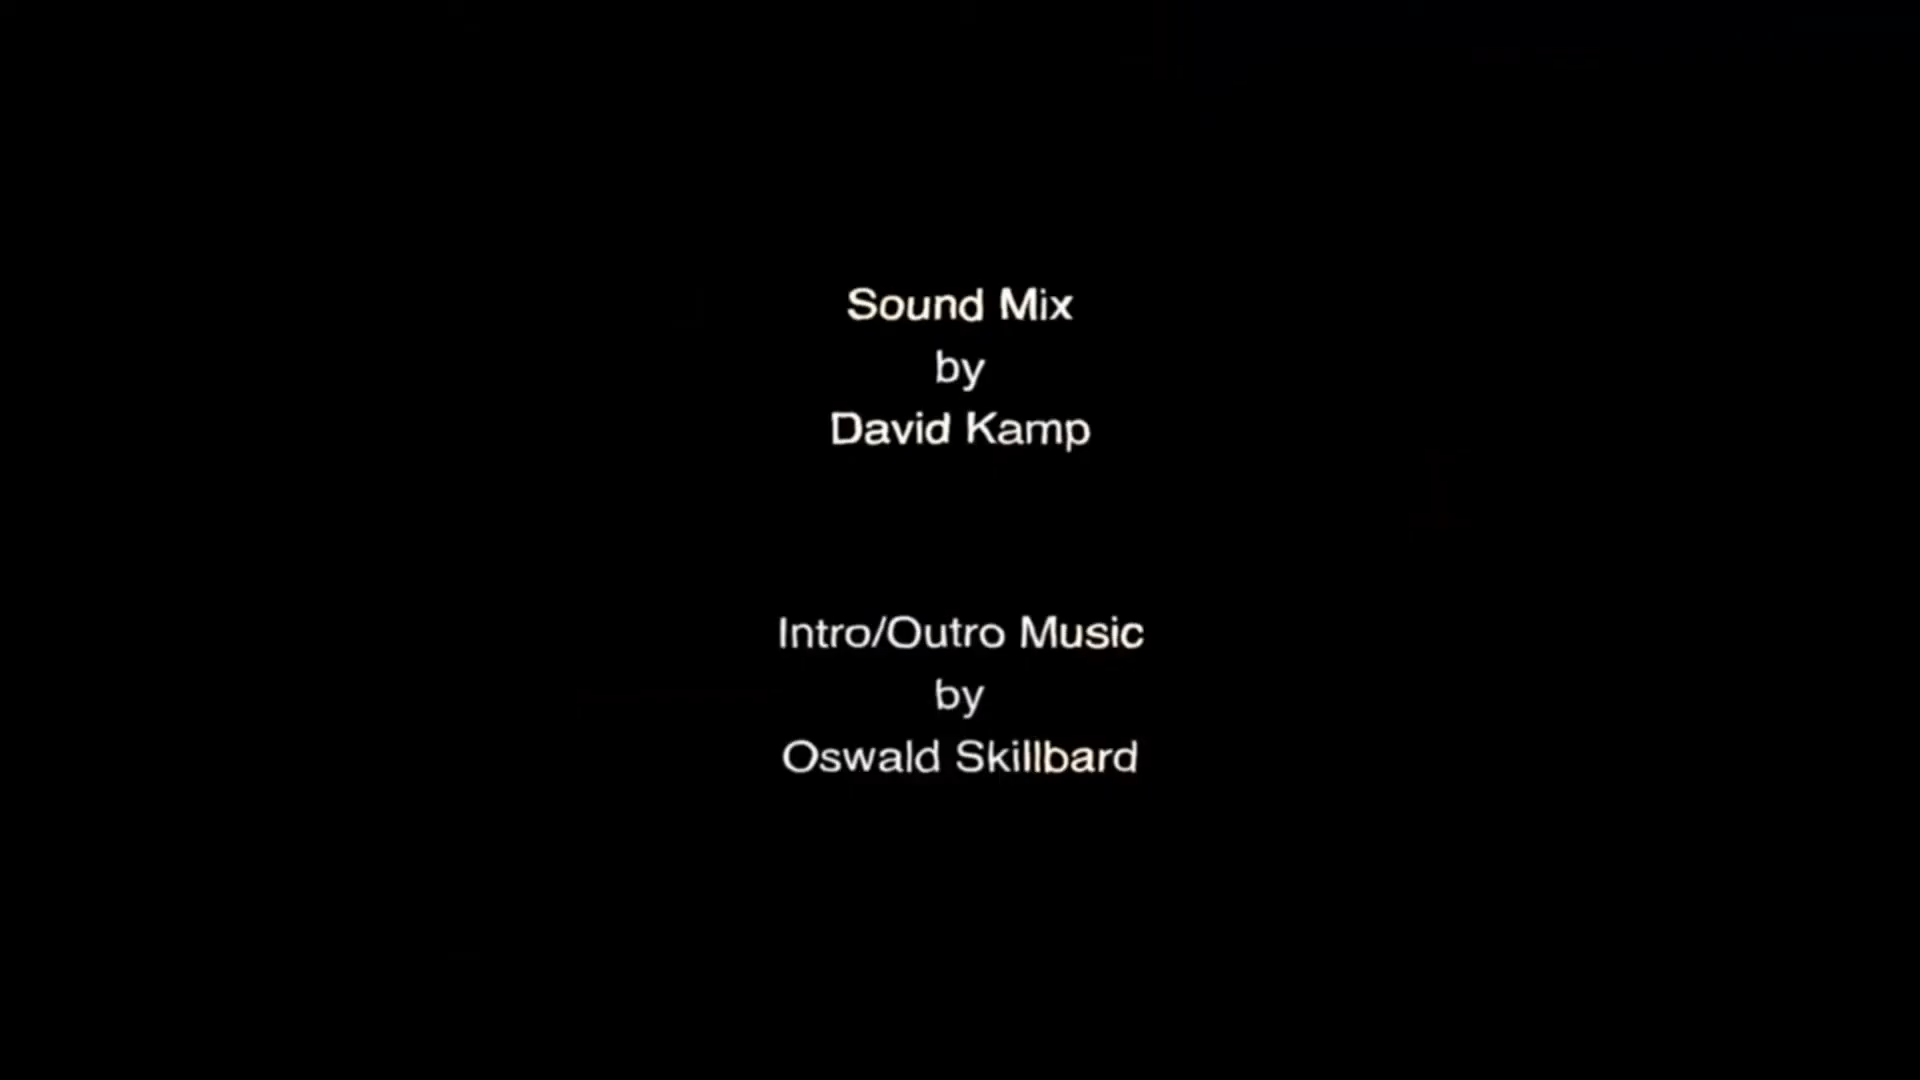 Sound Mix
by
David Kamp
Intro/Outro Music
by
Oswald Skillbard